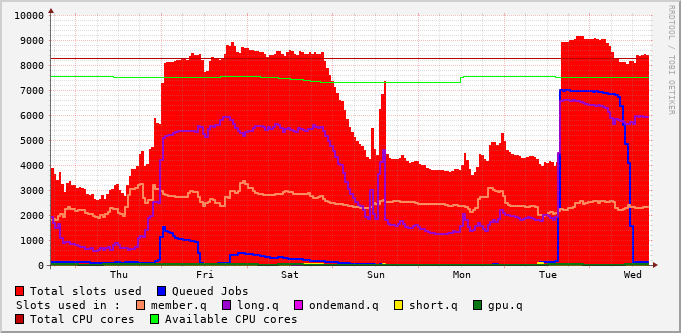 10000
9000
8000
7000
6000
5000
4000
3000
2000
1000
0
Thu Fri Sat Sun Mon Tue Wed
RRDTOOL / TOBI OETIKER
Total slots used Queued Jobs
Slots used in : member.q long.q ondemand.q short.q gpu.q
Total CPU cores Available CPU cores